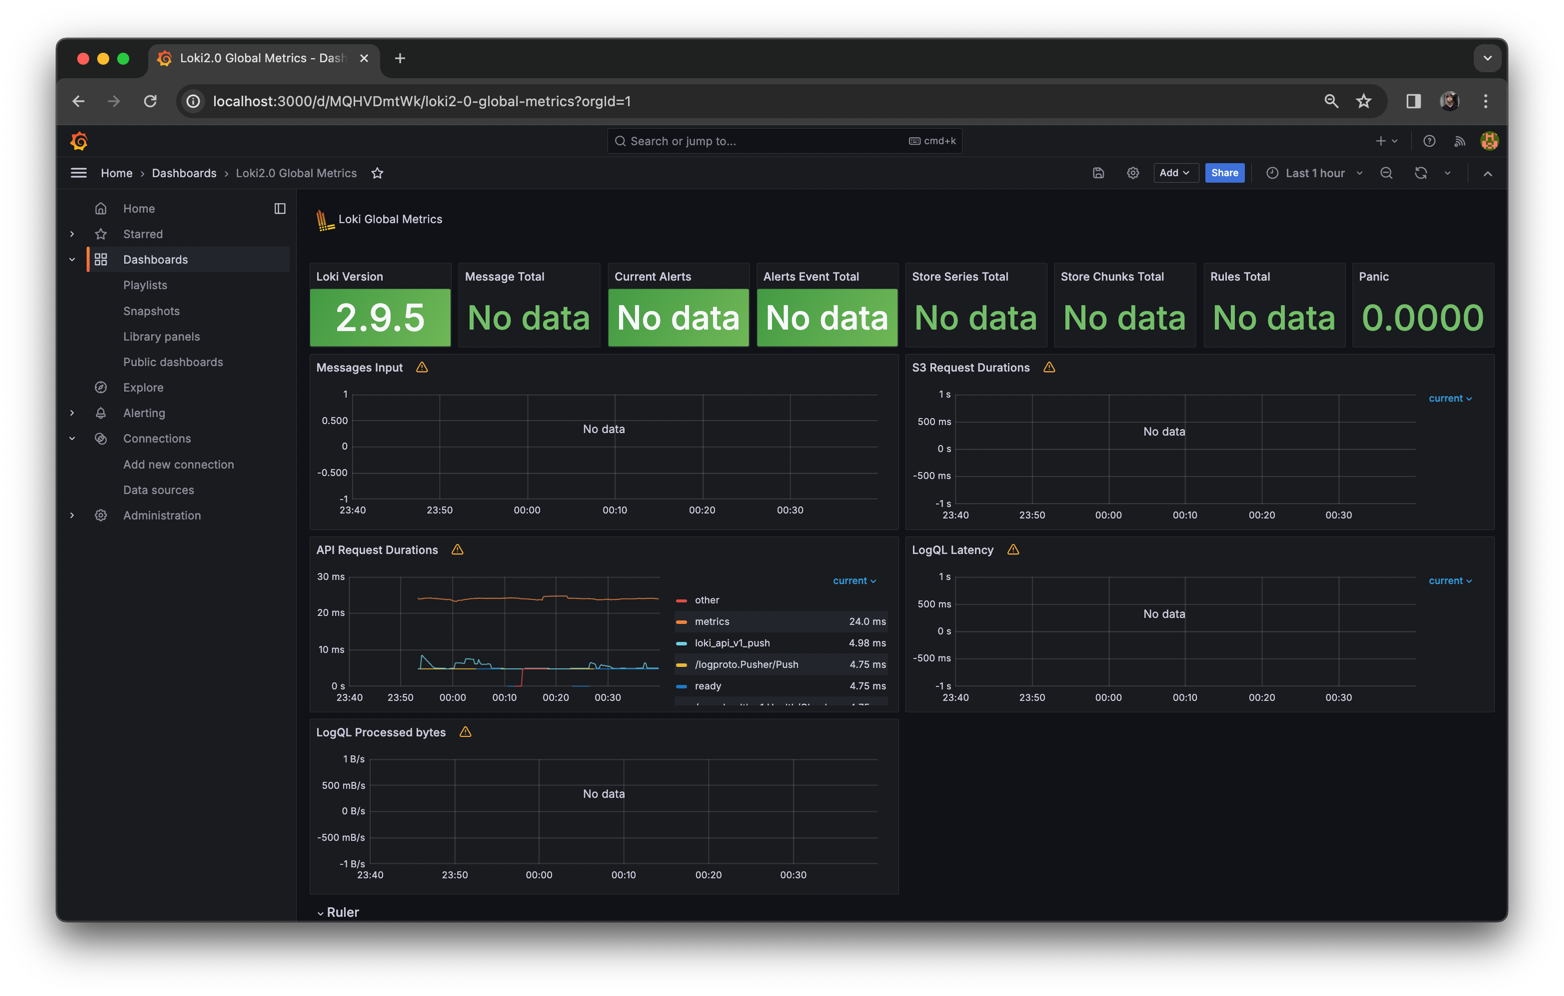 Loki2.0 Global Metrics - Dash
localhost:3000/d/MQHVDmtWk/loki2-0-global-metrics?orgId=1
Search or jump to...
cmd+k
Home › Dashboards › Loki2.0 Global Metrics
Add
Share
Last 1 hour
Home
Starred
Dashboards
Playlists
Snapshots
Library panels
Public dashboards
Explore
Alerting
Connections
Add new connection
Data sources
Administration
Loki Global Metrics
Loki Version
2.9.5
Message Total
No data
Current Alerts
No data
Alerts Event Total
No data
Store Series Total
No data
Store Chunks Total
No data
Rules Total
No data
Panic
0.0000
Messages Input
1
0.500
0
-0.500
-1
No data
23:40 23:50 00:00 00:10 00:20 00:30
S3 Request Durations
1 s
500 ms
0 s
-500 ms
-1 s
No data
23:40 23:50 00:00 00:10 00:20 00:30
current
API Request Durations
30 ms
20 ms
10 ms
0 s
23:40 23:50 00:00 00:10 00:20 00:30
current
other
metrics 24.0 ms
loki_api_v1_push 4.98 ms
/logproto.Pusher/Push 4.75 ms
ready 4.75 ms
LogQL Latency
1 s
500 ms
0 s
-500 ms
-1 s
No data
23:40 23:50 00:00 00:10 00:20 00:30
current
LogQL Processed bytes
1 B/s
500 mB/s
0 B/s
-500 mB/s
-1 B/s
No data
23:40 23:50 00:00 00:10 00:20 00:30
Ruler